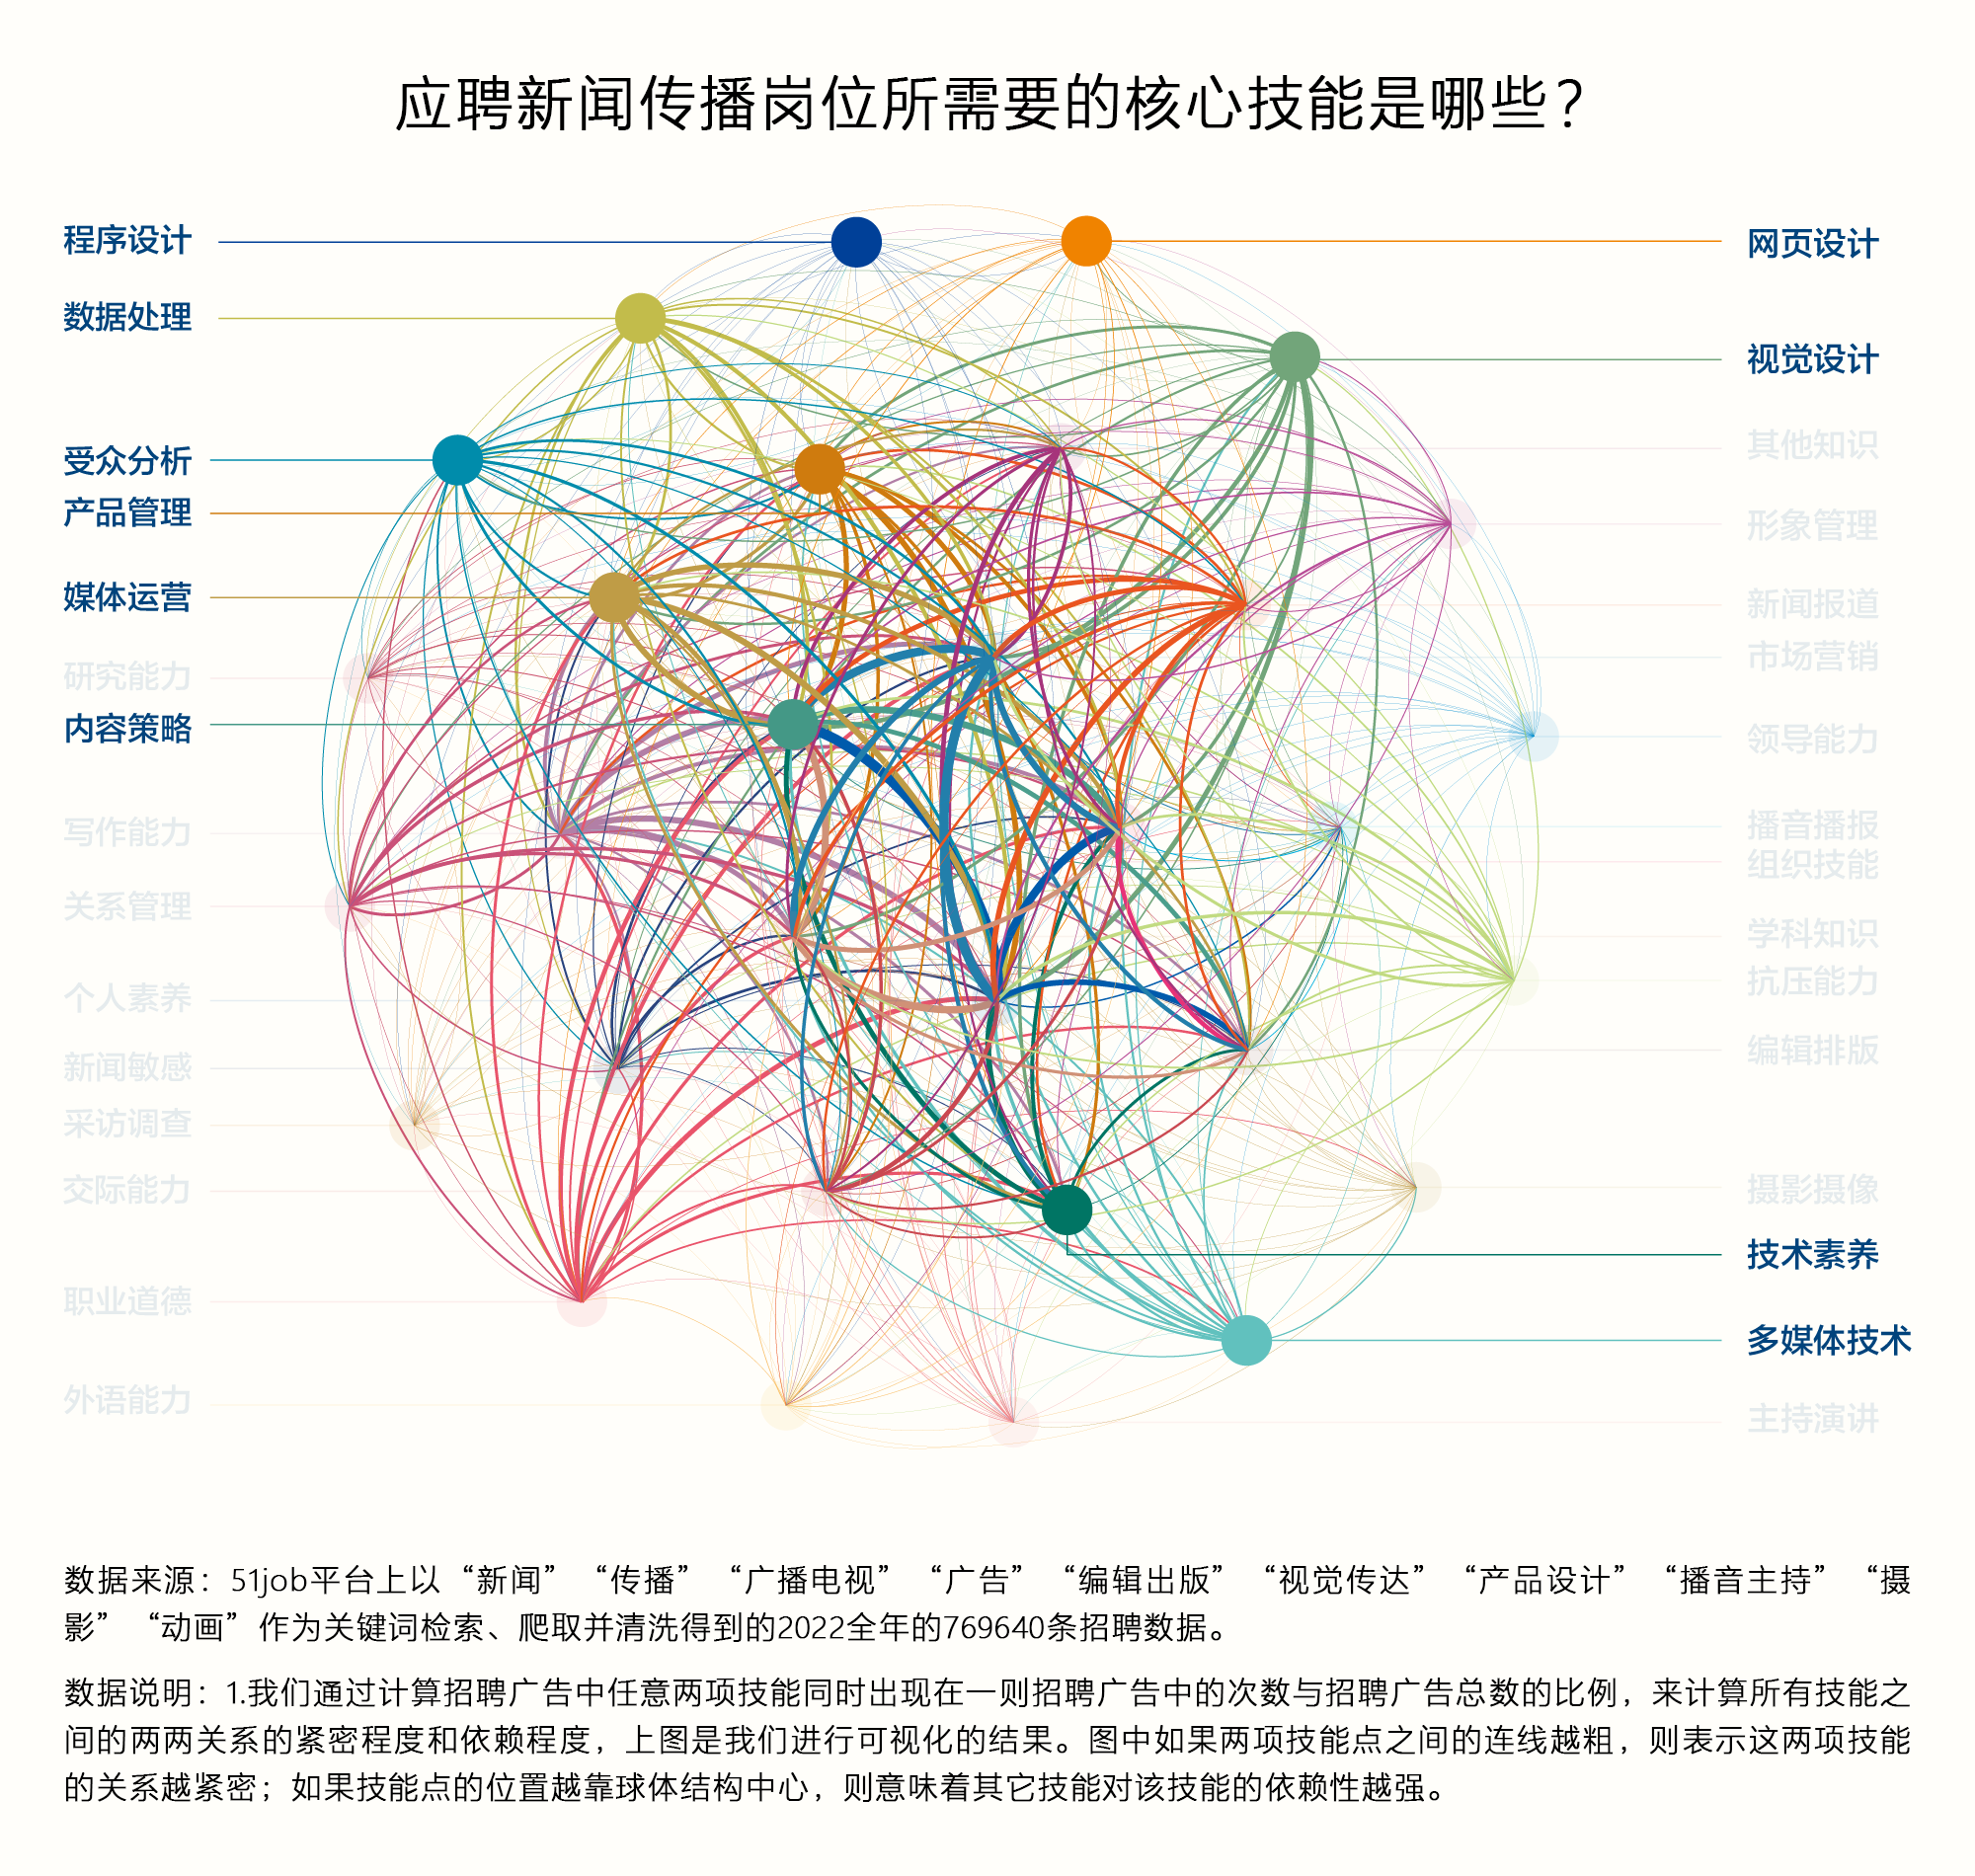 应聘新闻传播岗位所需要的核心技能是哪些？
程序设计
数据处理
受众分析
产品管理
媒体运营
研究能力
内容策略
写作能力
关系管理
个人素养
新闻敏感
采访调查
交际能力
职业道德
外语能力
网页设计
视觉设计
其他知识
形象管理
新闻报道
市场营销
领导能力
播音播报
组织技能
学科知识
抗压能力
编辑排版
摄影摄像
技术素养
多媒体技术
主持演讲
数据来源：51job平台上以“新闻”“传播”“广播电视”“广告”“编辑出版”“视觉传达”“产品设计”“播音主持”“摄
影”“动画”作为关键词检索、爬取并清洗得到的2022全年的769640条招聘数据。
数据说明：1.我们通过计算招聘广告中任意两项技能同时出现在一则招聘广告中的次数与招聘广告总数的比例，来计算所有技能之
间的两两关系的紧密程度和依赖程度，上图是我们进行可视化的结果。图中如果两项技能点之间的连线越粗，则表示这两项技能
的关系越紧密；如果技能点的位置越靠球体结构中心，则意味着其它技能对该技能的依赖性越强。